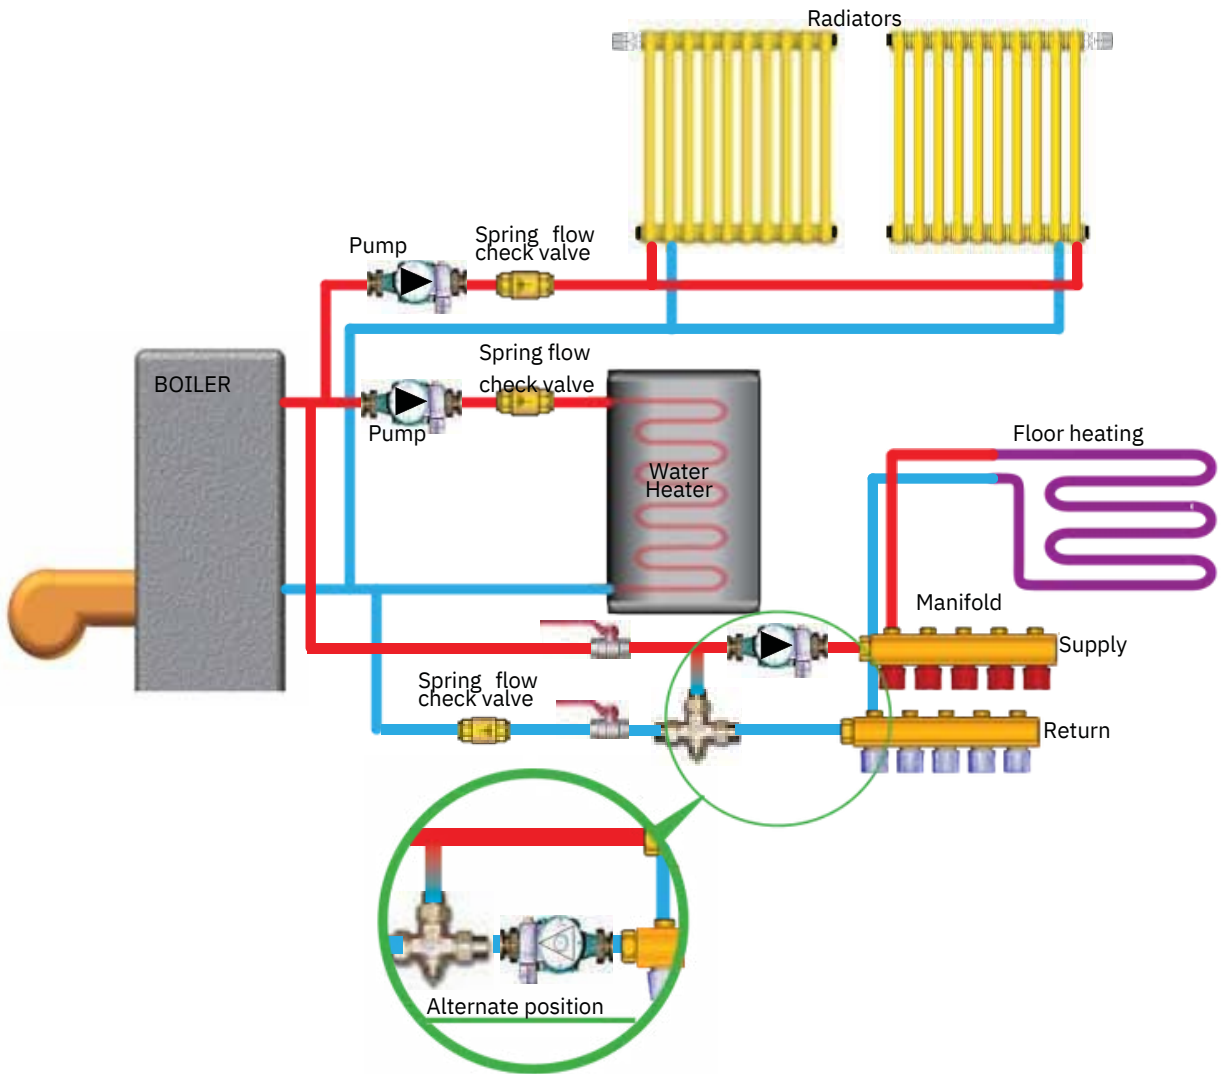 Radiators
Pump
Spring flow
check valve
Spring flow
check valve
BOILER
Pump
Water
Heater
Floor heating
Manifold
Supply
Spring flow
check valve
Return
Alternate position